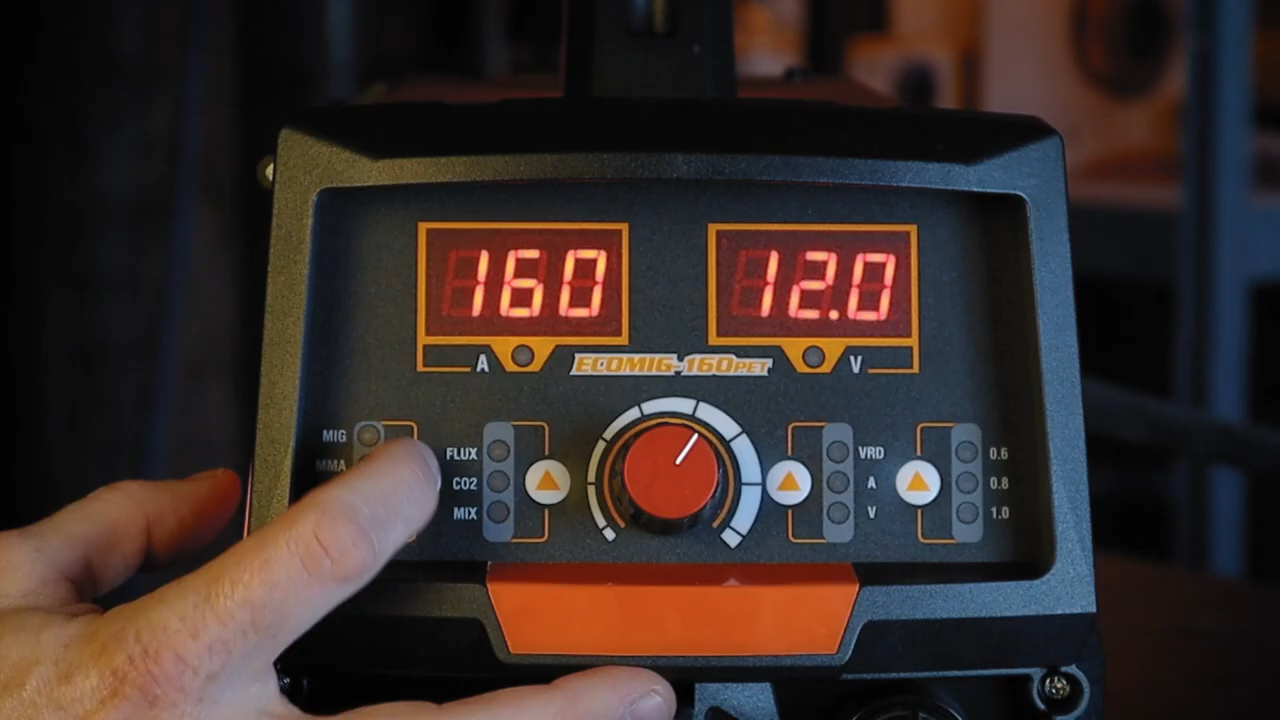 160
12.0
A
ECOMIG-160PET
V
MIG
MMA
FLUX
CO2
MIX
VRD
A
V
0.6
0.8
1.0